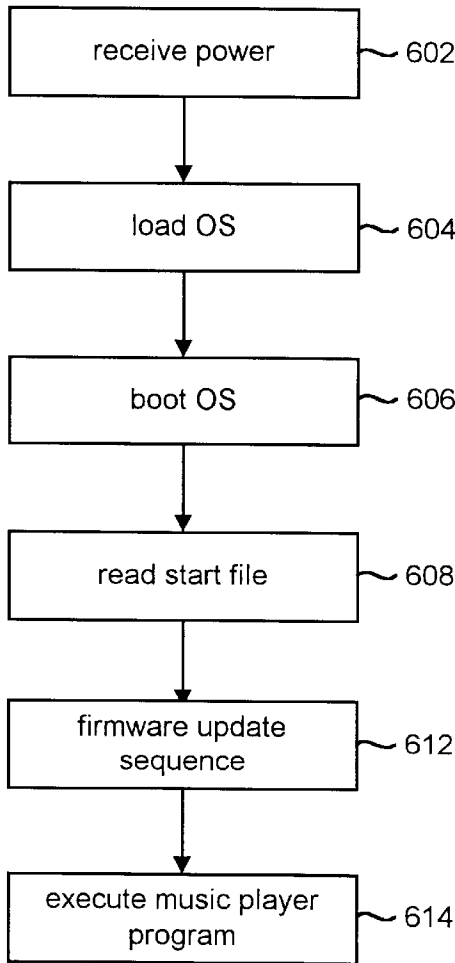 receive power
602
load OS
604
boot OS
606
read start file
608
firmware update
sequence
612
execute music player
program
614